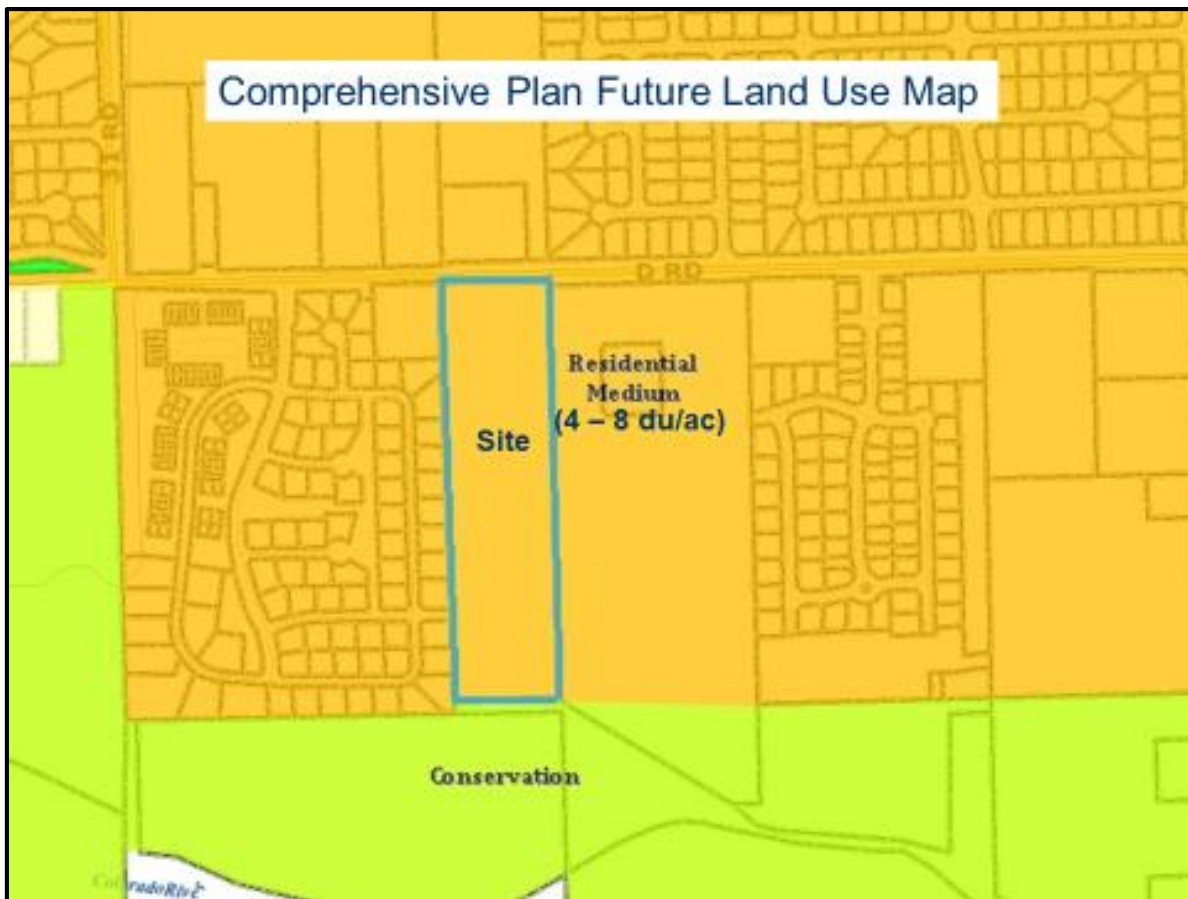 Comprehensive Plan Future Land Use Map
31 RD
D RD
Residential
Medium
(4 – 8 du/ac)
Site
Conservation